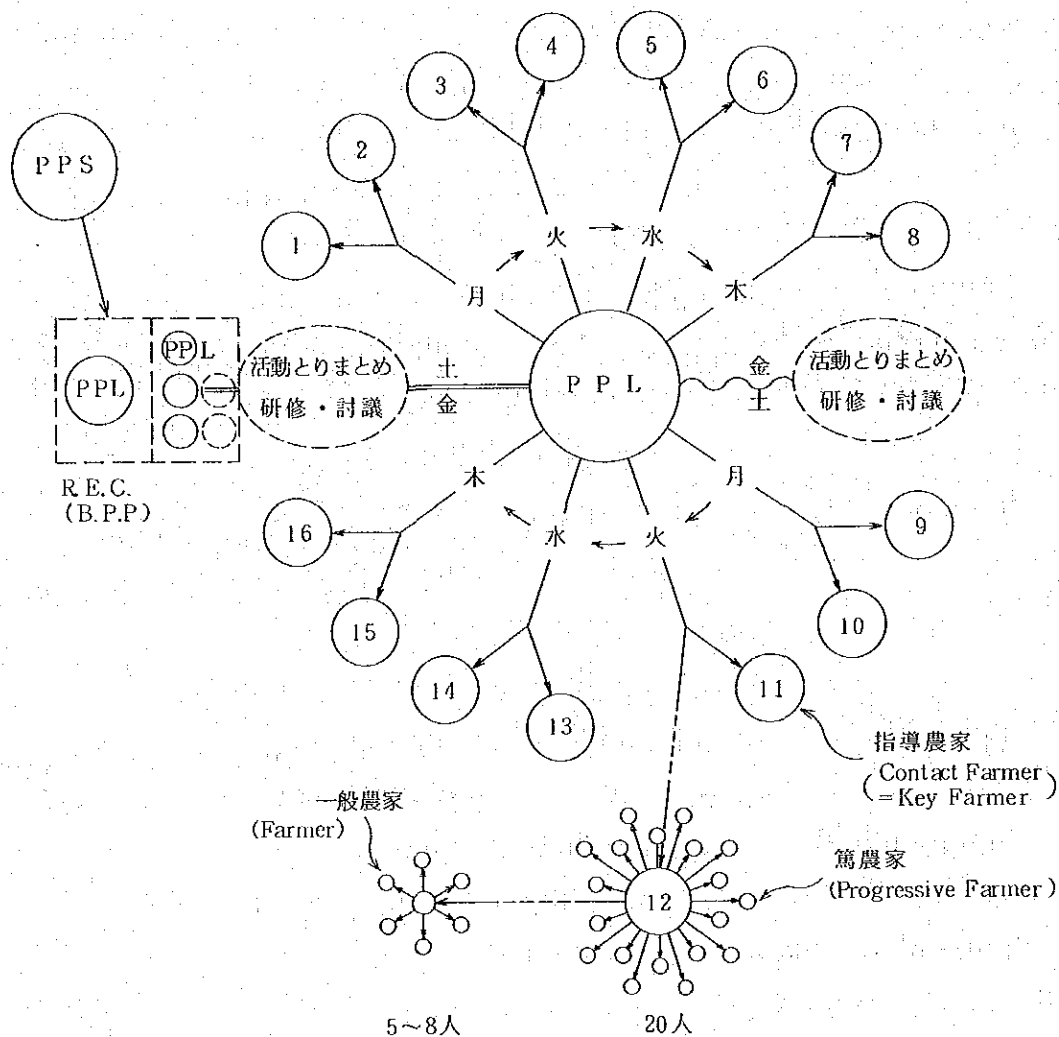 4
5
3
6
PPS
2
7
1
火
水
8
月
木
PPL
PPL
活動とりまとめ
研修・討議
土
金
PPL
金
土
活動とりまとめ
研修・討議
R.E.C.
(B.P.P)
木
月
16
水
火
9
15
10
14
11
13
指導農家
(Contact Farmer
=Key Farmer)
一般農家
(Farmer)
12
篤農家
(Progressive Farmer)
5~8人
20人